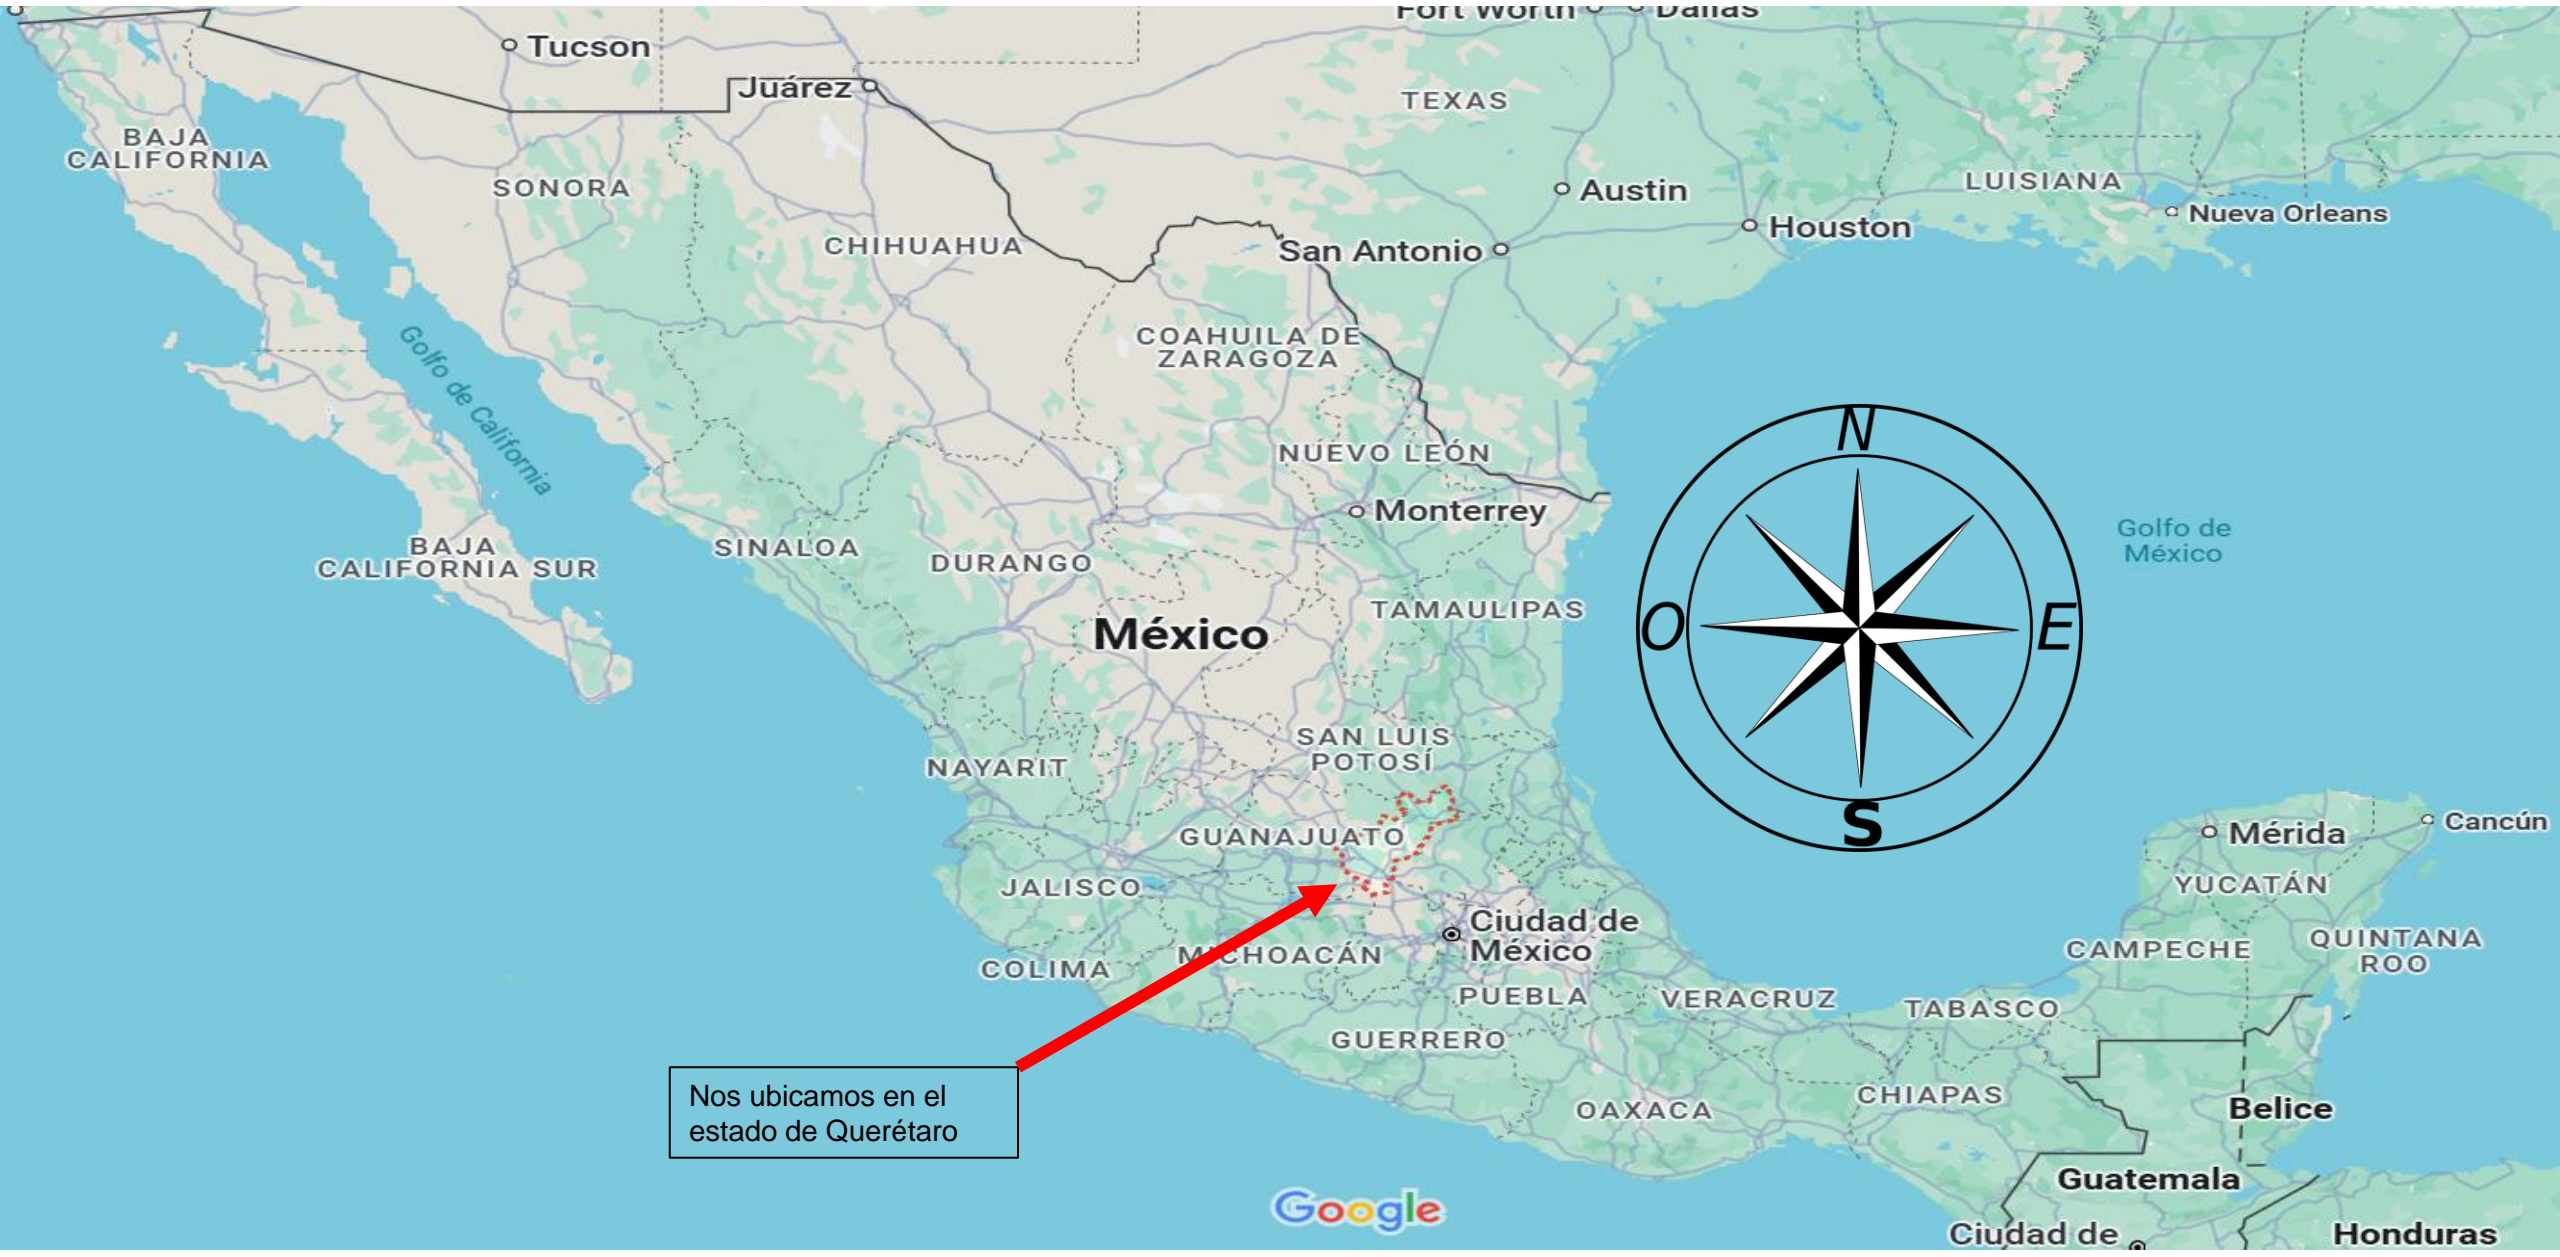 Fort Worth
Dallas
Tucson
Juárez
TEXAS
BAJA
CALIFORNIA
SONORA
Austin
LUISIANA
Nueva Orleans
Houston
CHIHUAHUA
San Antonio
Golfo de California
COAHUILA DE
ZARAGOZA
N
NUEVO LEÓN
Monterrey
Golfo de
México
BAJA
CALIFORNIA SUR
SINALOA
DURANGO
TAMAULIPAS
México
O
E
SAN LUIS
POTOSÍ
NAYARIT
S
GUANAJUATO
Mérida
Cancún
JALISCO
YUCATÁN
Ciudad de
México
MICHOACÁN
CAMPECHE
QUINTANA
ROO
COLIMA
PUEBLA
VERACRUZ
TABASCO
GUERRERO
Nos ubicamos en el
estado de Querétaro
OAXACA
CHIAPAS
Belice
Guatemala
Google
Ciudad de
Honduras